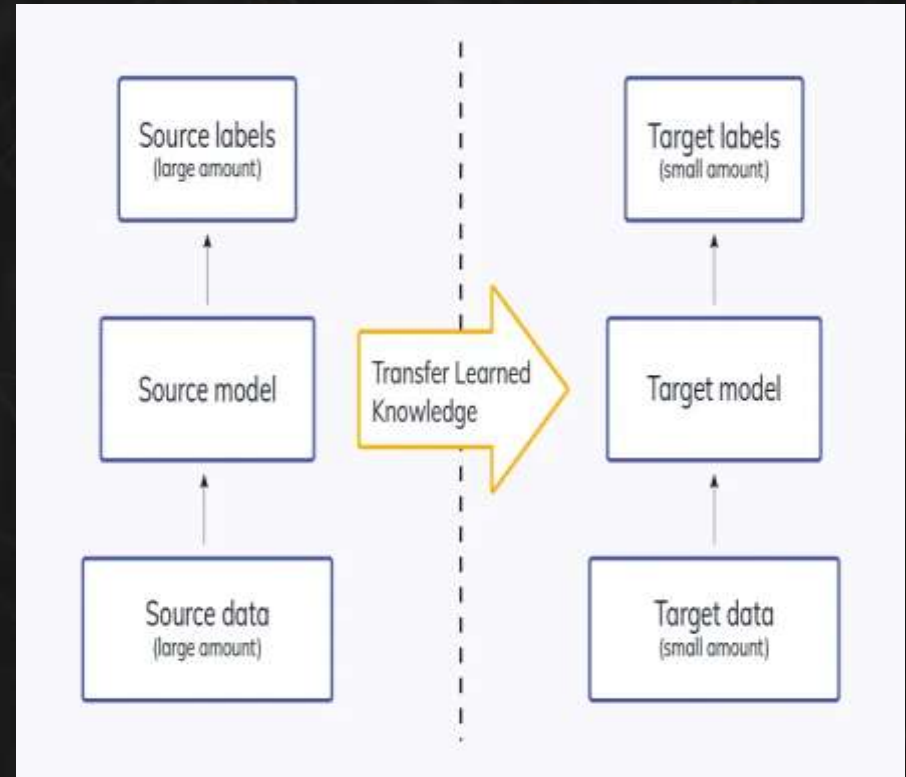 Source labels
(large amount)
Target labels
(small amount)
Source model
Transfer Learned
Knowledge
Target model
Source data
(large amount)
Target data
(small amount)